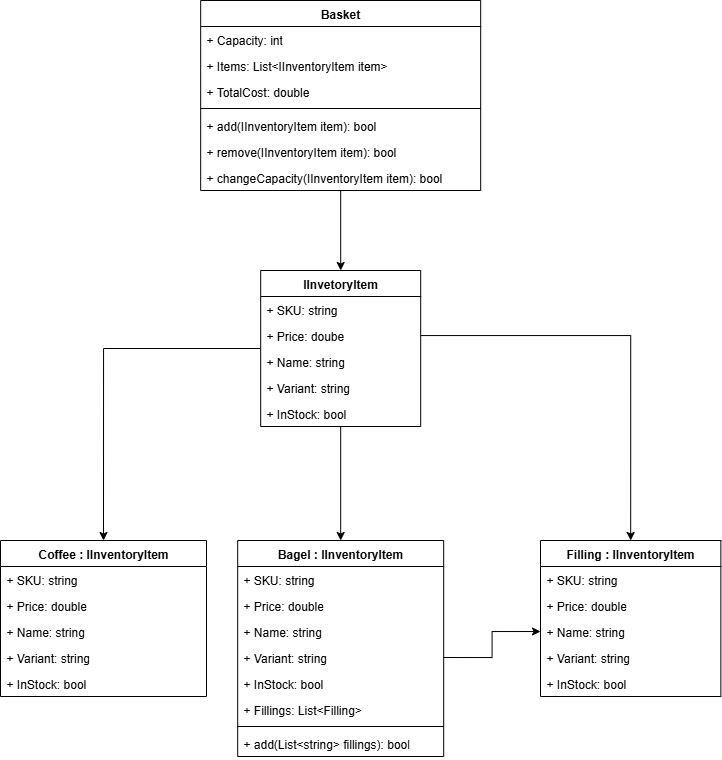 Basket
+ Capacity: int
+ Items: List<IInventoryItem item>
+ TotalCost: double
+ add(IInventoryItem item): bool
+ remove(IInventoryItem item): bool
+ changeCapacity(IInventoryItem item): bool
IInvetoryItem
+ SKU: string
+ Price: doube
+ Name: string
+ Variant: string
+ InStock: bool
Coffee : IInventoryItem
+ SKU: string
+ Price: double
+ Name: string
+ Variant: string
+ InStock: bool
Bagel : IInventoryItem
+ SKU: string
+ Price: double
+ Name: string
+ Variant: string
+ InStock: bool
+ Fillings: List<Filling>
+ add(List<string> fillings): bool
Filling : IInventoryItem
+ SKU: string
+ Price: double
+ Name: string
+ Variant: string
+ InStock: bool